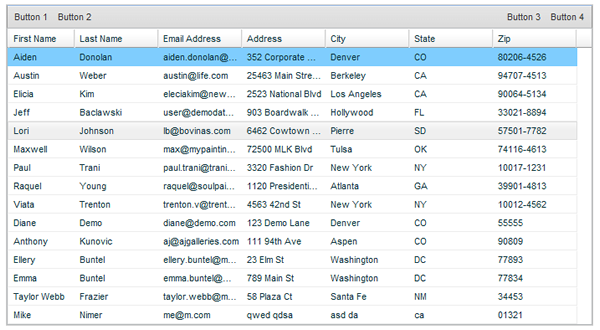 Button 1 Button 2 Button 3 Button 4
First Name Last Name Email Address Address City State Zip
Aiden Donolan aiden.donolan@... 352 Corporate ... Denver CO 80206-4526
Austin Weber austin@life.com 25463 Main Stre... Berkeley CA 94707-4513
Elicia Kim eleciakim@new... 2523 National Blvd Los Angeles CA 90064-5134
Jeff Baclawski user@demodat... 903 Boardwalk ... Hollywood FL 33021-8894
Lori Johnson lb@bovinas.com 6462 Cowtown ... Pierre SD 57501-7782
Maxwell Wilson max@mypaintin... 72500 MLK Blvd Tulsa OK 74116-4613
Paul Trani paul.trani@trani... 3320 Fashion Dr New York NY 10017-1231
Raquel Young raquel@soulpai... 1120 Presidenti... Atlanta GA 39901-4813
Viata Trenton trenton.v@trento... 4563 42nd St New York NY 10012-4562
Diane Demo diane@demo.com 123 Demo Lane Denver CO 55555
Anthony Kunovic aj@ajgalleries.com 111 94th Ave Aspen CO 90809
Ellery Buntel ellery.buntel@... 23 Elm St Washington DC 77893
Emma Buntel emma.buntel@... 789 Main St Washington DC 77834
Taylor Webb Frazier taylor.webb@m... 58 Plaza Ct Santa Fe NM 34453
Mike Nimer me@m.com qwed qdsa asd da ca 01321